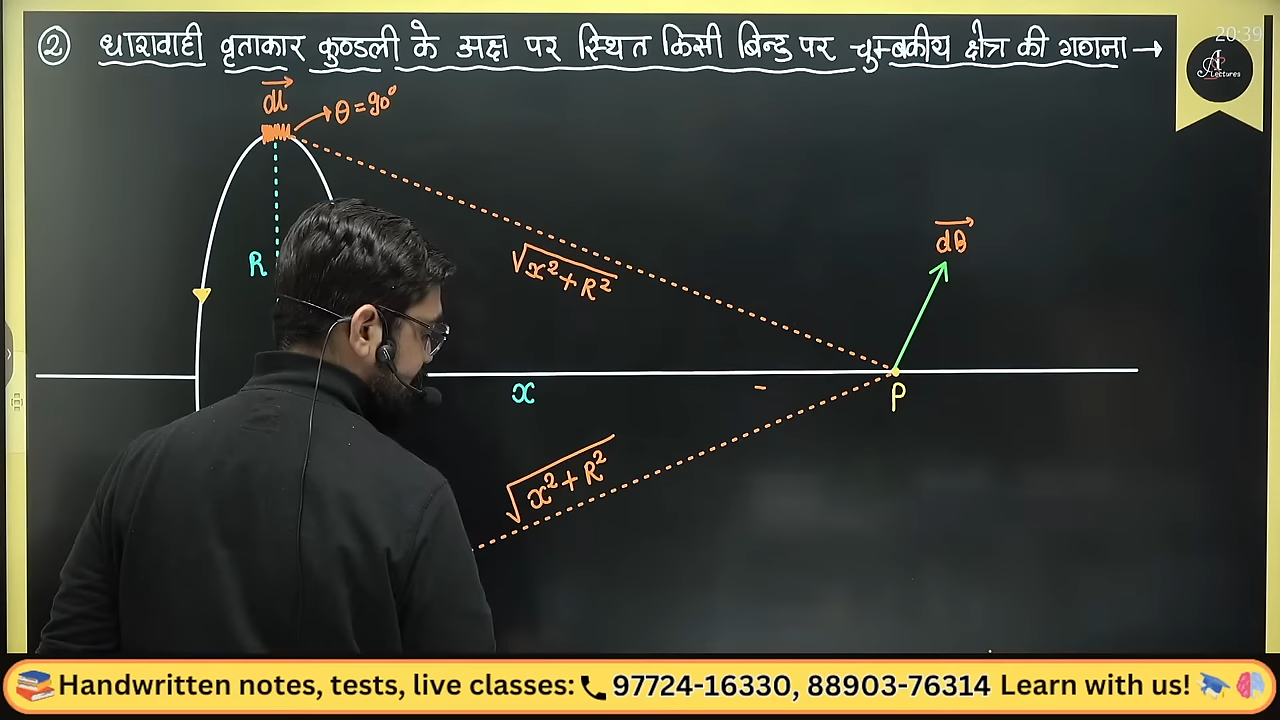 ② धारावाही वृताकार कुण्डली के अक्ष पर स्थित किसी बिन्दु पर चुम्बकीय क्षेत्र की गणना →
20:39
Lectures
dl
θ = 90°
R
√x²+R²
dB
x
-
P
√x²+R²
Handwritten notes, tests, live classes: 97724-16330, 88903-76314 Learn with us!